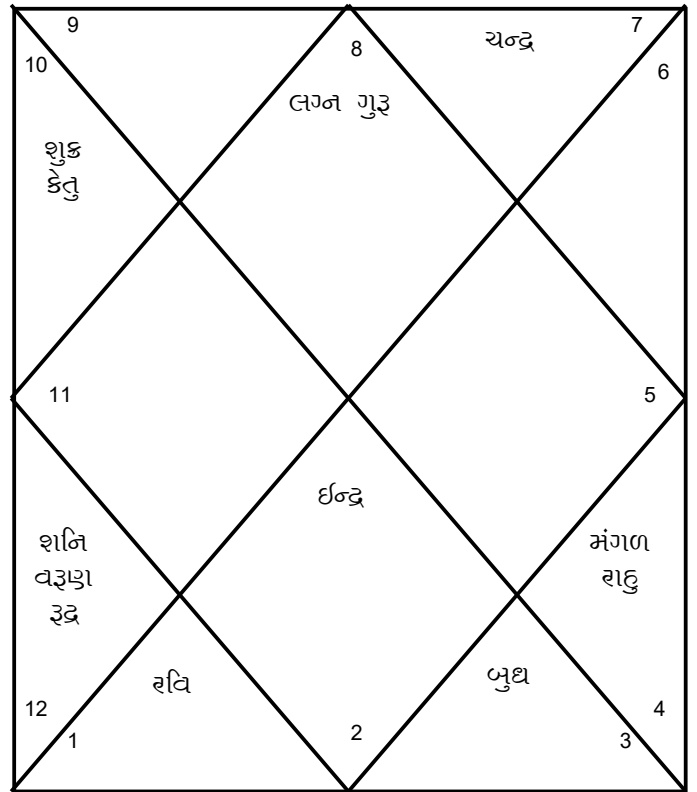 9
8
ચન્દ્ર
7
10
6
લગ્ન ગુરૂ
શુક્ર
કેતુ
11
5
ઈન્દ્ર
શનિ
વરૂણ
રૂદ્ર
મંગળ
રાહુ
રવિ
બુધ
12
1
2
3
4